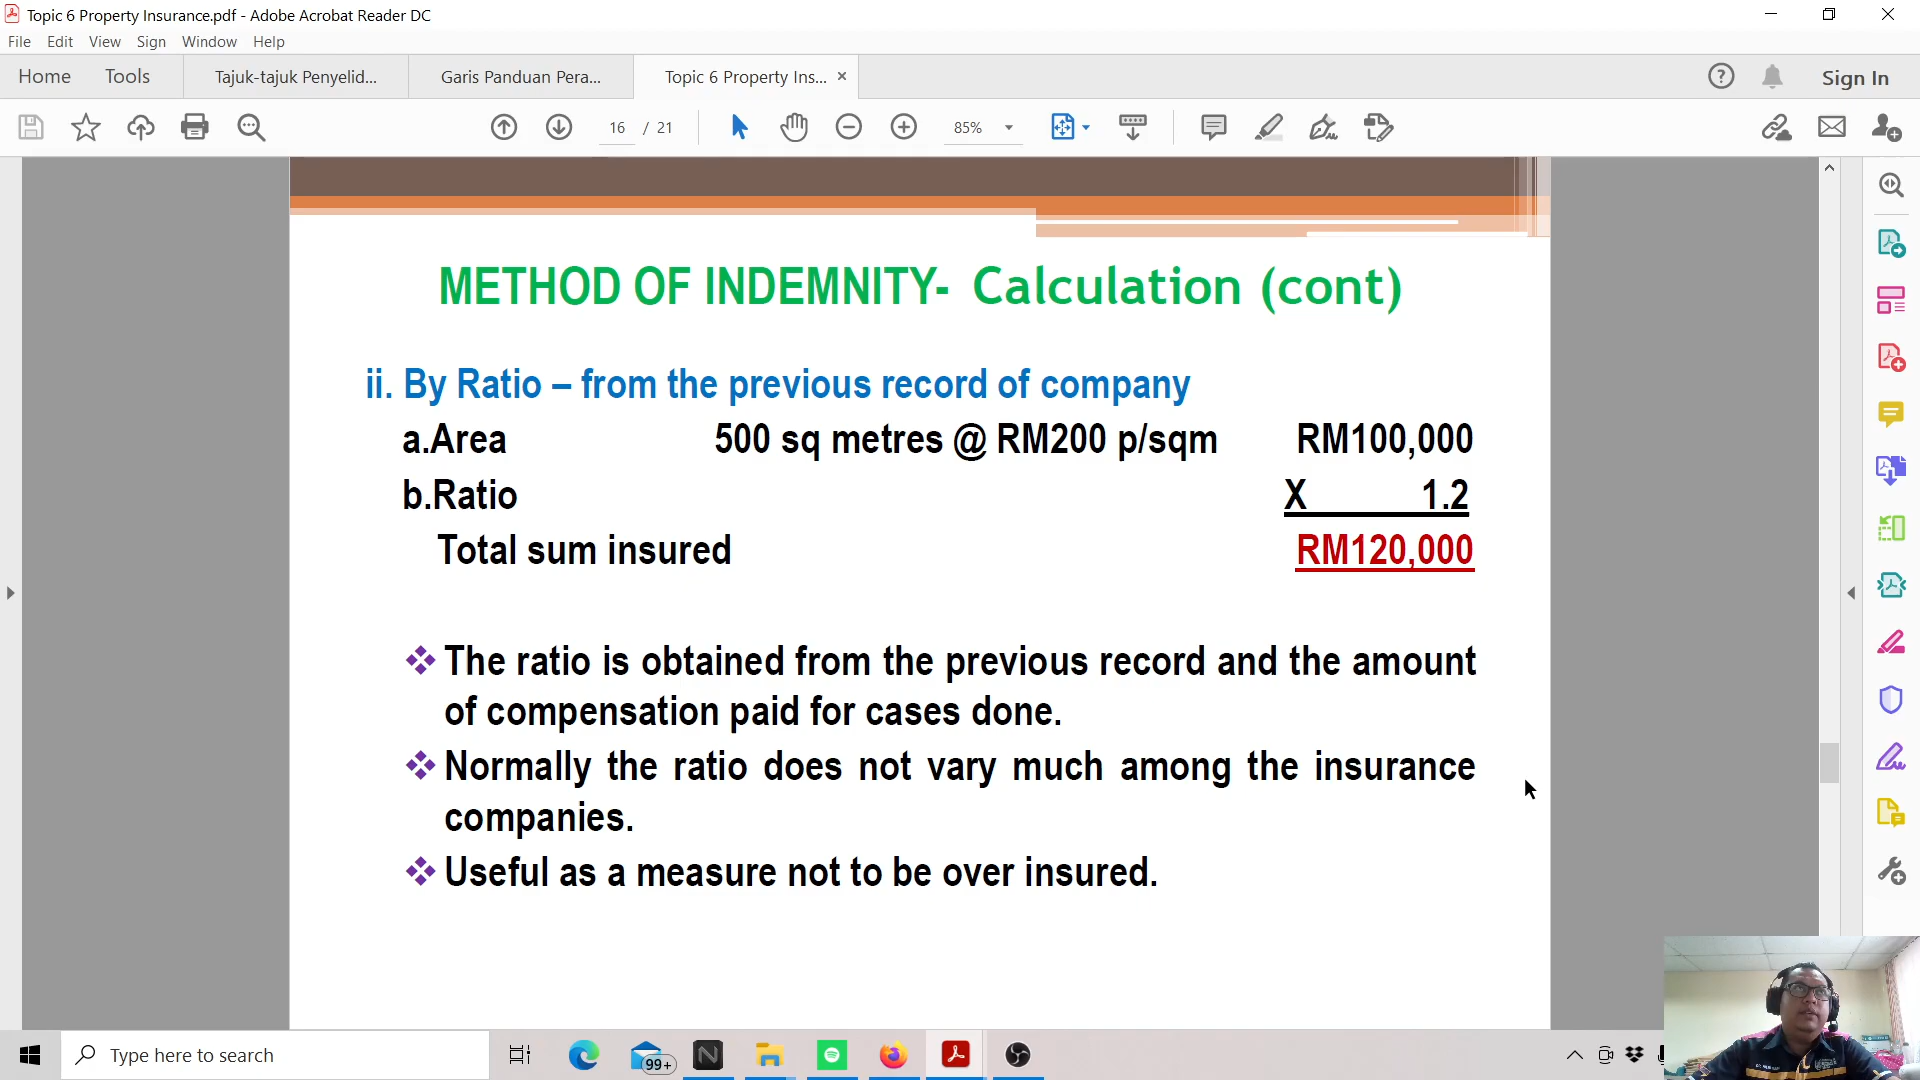 Topic 6 Property Insurance.pdf - Adobe Acrobat Reader DC
File Edit View Sign Window Help
Home Tools Tajuk-tajuk Penyelid... Garis Panduan Pera... Topic 6 Property Ins... × Sign In
16 / 21 85%
METHOD OF INDEMNITY- Calculation (cont)
ii. By Ratio – from the previous record of company
a.Area 500 sq metres @ RM200 p/sqm RM100,000
b.Ratio X 1.2
Total sum insured RM120,000
❖ The ratio is obtained from the previous record and the amount
of compensation paid for cases done.
❖ Normally the ratio does not vary much among the insurance
companies.
❖ Useful as a measure not to be over insured.
Type here to search
99+